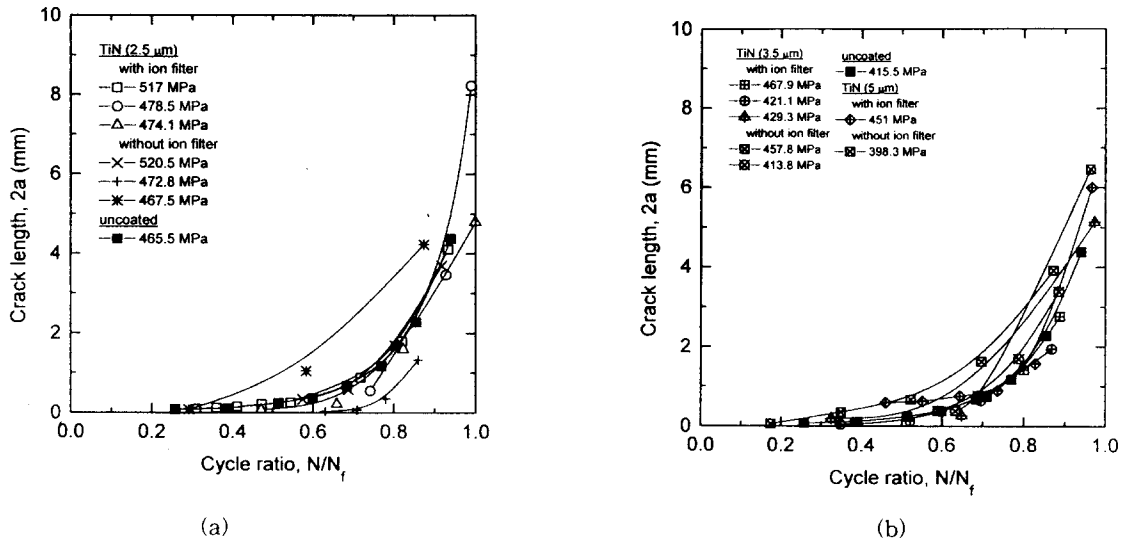 10
8
6
4
2
0
Crack length, 2a (mm)
TiN (2.5 μm)
with ion filter
517 MPa
478.5 MPa
474.1 MPa
without ion filter
520.5 MPa
472.8 MPa
467.5 MPa
uncoated
465.5 MPa
0.0 0.2 0.4 0.6 0.8 1.0
Cycle ratio, N/Nf
(a)
10
8
6
4
2
0
Crack length, 2a (mm)
TiN (3.5 μm)
with ion filter
467.9 MPa
421.1 MPa
429.3 MPa
without ion filter
457.8 MPa
413.8 MPa
uncoated
415.5 MPa
TiN (5 μm)
with ion filter
451 MPa
without ion filter
398.3 MPa
0.0 0.2 0.4 0.6 0.8 1.0
Cycle ratio, N/Nf
(b)